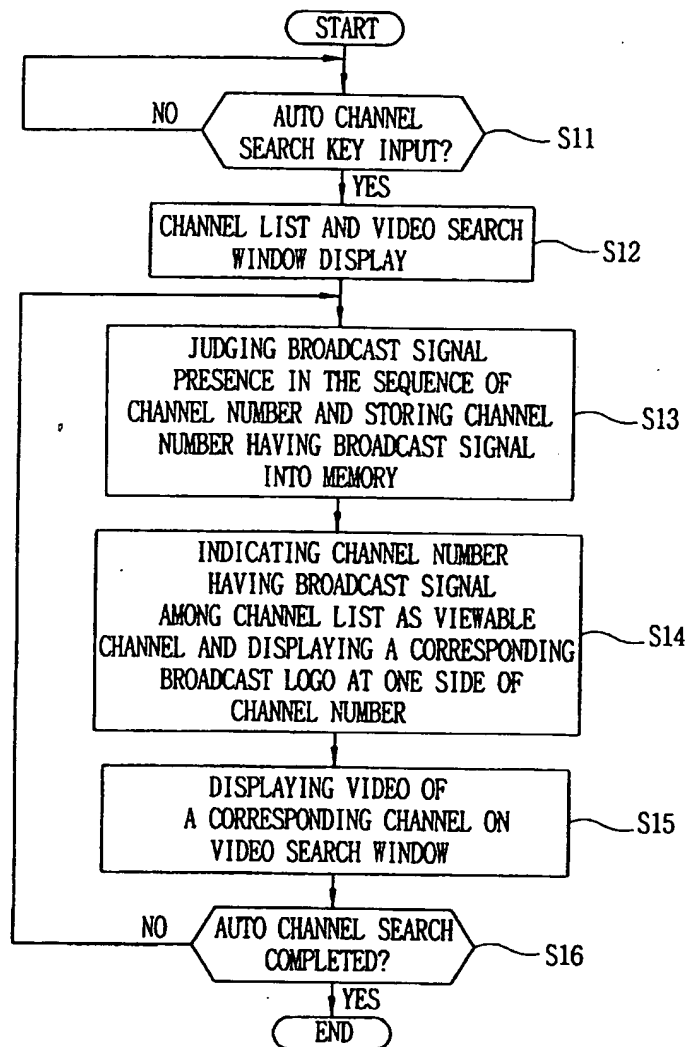 START
NO
AUTO CHANNEL
SEARCH KEY INPUT?
S11
YES
CHANNEL LIST AND VIDEO SEARCH
WINDOW DISPLAY
S12
JUDGING BROADCAST SIGNAL
PRESENCE IN THE SEQUENCE OF
CHANNEL NUMBER AND STORING CHANNEL
NUMBER HAVING BROADCAST SIGNAL
INTO MEMORY
S13
INDICATING CHANNEL NUMBER
HAVING BROADCAST SIGNAL
AMONG CHANNEL LIST AS VIEWABLE
CHANNEL AND DISPLAYING A CORRESPONDING
BROADCAST LOGO AT ONE SIDE OF
CHANNEL NUMBER
S14
DISPLAYING VIDEO OF
A CORRESPONDING CHANNEL ON
VIDEO SEARCH WINDOW
S15
NO
AUTO CHANNEL SEARCH
COMPLETED?
S16
YES
END